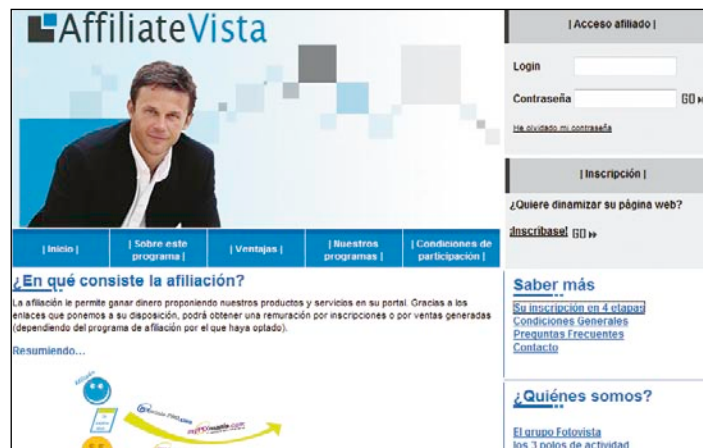 AffiliateVista
| Acceso afiliado |
Login
Contraseña GO
He olvidado mi contraseña
| Inscripción |
¿Quiere dinamizar su página web?
¡Inscríbase! GO
| Inicio |
| Sobre este
programa |
| Ventajas |
| Nuestros
programas |
| Condiciones de
participación |
¿En qué consiste la afiliación?
La afiliación le permite ganar dinero proponiendo nuestros productos y servicios en su portal. Gracias a los
enlaces que ponemos a su disposición, podrá obtener una remuración por inscripciones o por ventas generadas
(dependiendo del programa de afiliación por el que haya optado).
Resumiendo...
Saber más
Su inscripción en 4 etapas
Condiciones Generales
Preguntas Frecuentes
Contacto
¿Quiénes somos?
El grupo Fotovista
los 3 polos de actividad